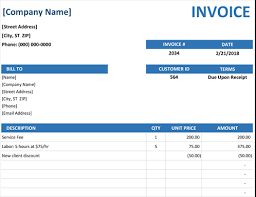 [Company Name] INVOICE
[Street Address]
[City, ST ZIP]
Phone: (000) 000-0000 INVOICE # DATE
2034 2/21/2018
BILL TO CUSTOMER ID TERMS
[Name] 564 Due Upon Receipt
[Company Name]
[Street Address]
[City, ST ZIP]
[Phone]
DESCRIPTION QTY UNIT PRICE AMOUNT
Service Fee 1 200.00 200.00
Labor: 5 hours at $75/hr 5 75.00 375.00
New client discount (50.00) (50.00)